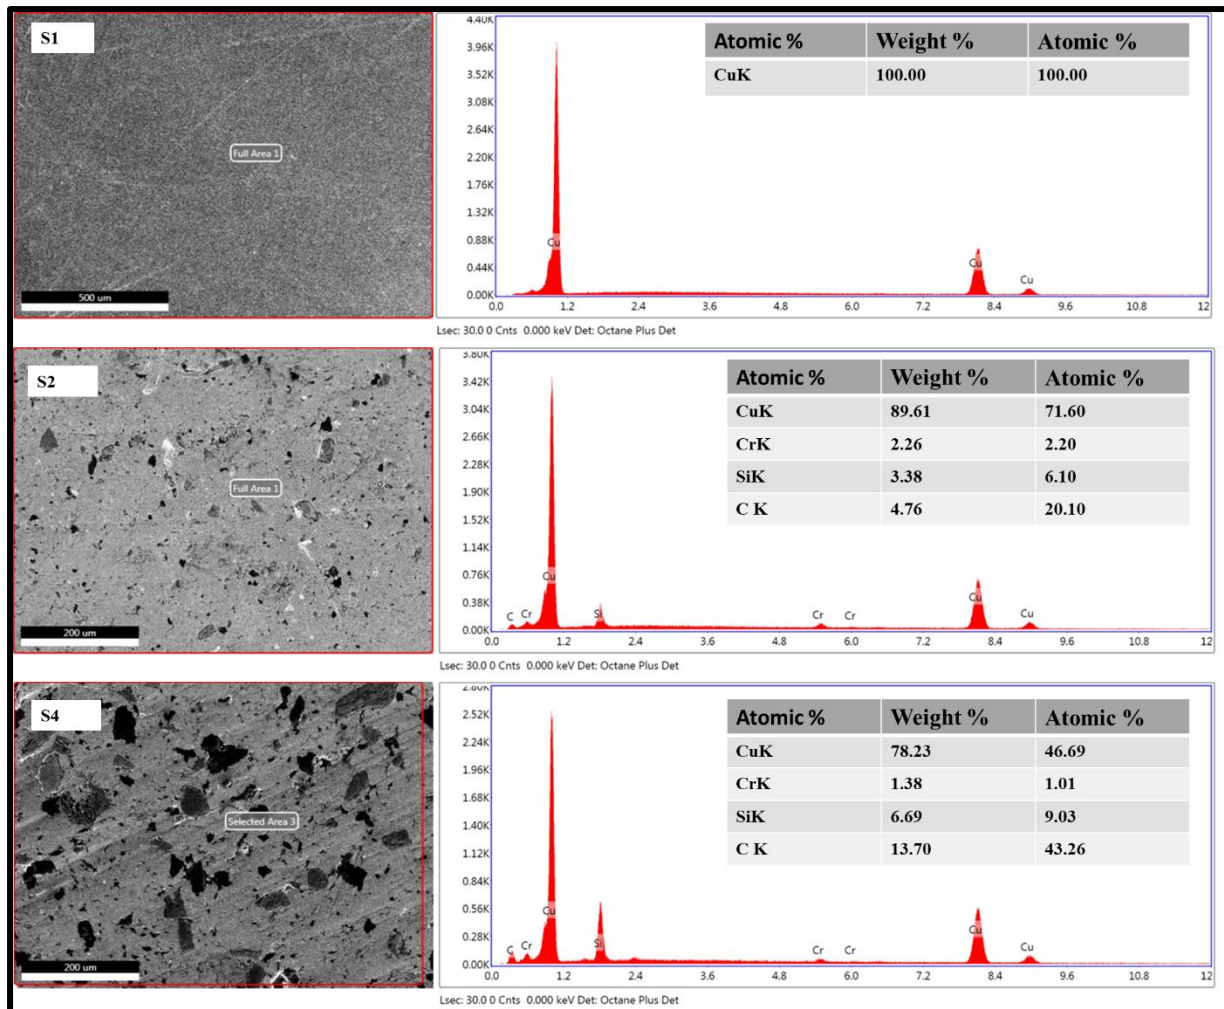 S1
Full Area 1
500 um
4.40K
3.96K
3.52K
3.08K
2.64K
2.20K
1.76K
1.32K
0.88K
0.44K
0.00K
0.0 1.2 2.4 3.6 4.8 6.0 7.2 8.4 9.6 10.8 12
Cu
Cu
Cu
Atomic % Weight % Atomic %
CuK 100.00 100.00
Lsec: 30.0 0 Cnts 0.000 keV Det: Octane Plus Det
S2
Full Area 1
200 um
3.80K
3.42K
3.04K
2.66K
2.28K
1.90K
1.52K
1.14K
0.76K
0.38K
0.00K
0.0 1.2 2.4 3.6 4.8 6.0 7.2 8.4 9.6 10.8 12
C Cr Cu Si Cr Cr Cu Cu
Atomic % Weight % Atomic %
CuK 89.61 71.60
CrK 2.26 2.20
SiK 3.38 6.10
C K 4.76 20.10
Lsec: 30.0 0 Cnts 0.000 keV Det: Octane Plus Det
S4
Selected Area 3
200 um
2.80K
2.52K
2.24K
1.96K
1.68K
1.40K
1.12K
0.84K
0.56K
0.28K
0.00K
0.0 1.2 2.4 3.6 4.8 6.0 7.2 8.4 9.6 10.8 12
C Cr Cu Si Cr Cr Cu Cu
Atomic % Weight % Atomic %
CuK 78.23 46.69
CrK 1.38 1.01
SiK 6.69 9.03
C K 13.70 43.26
Lsec: 30.0 0 Cnts 0.000 keV Det: Octane Plus Det